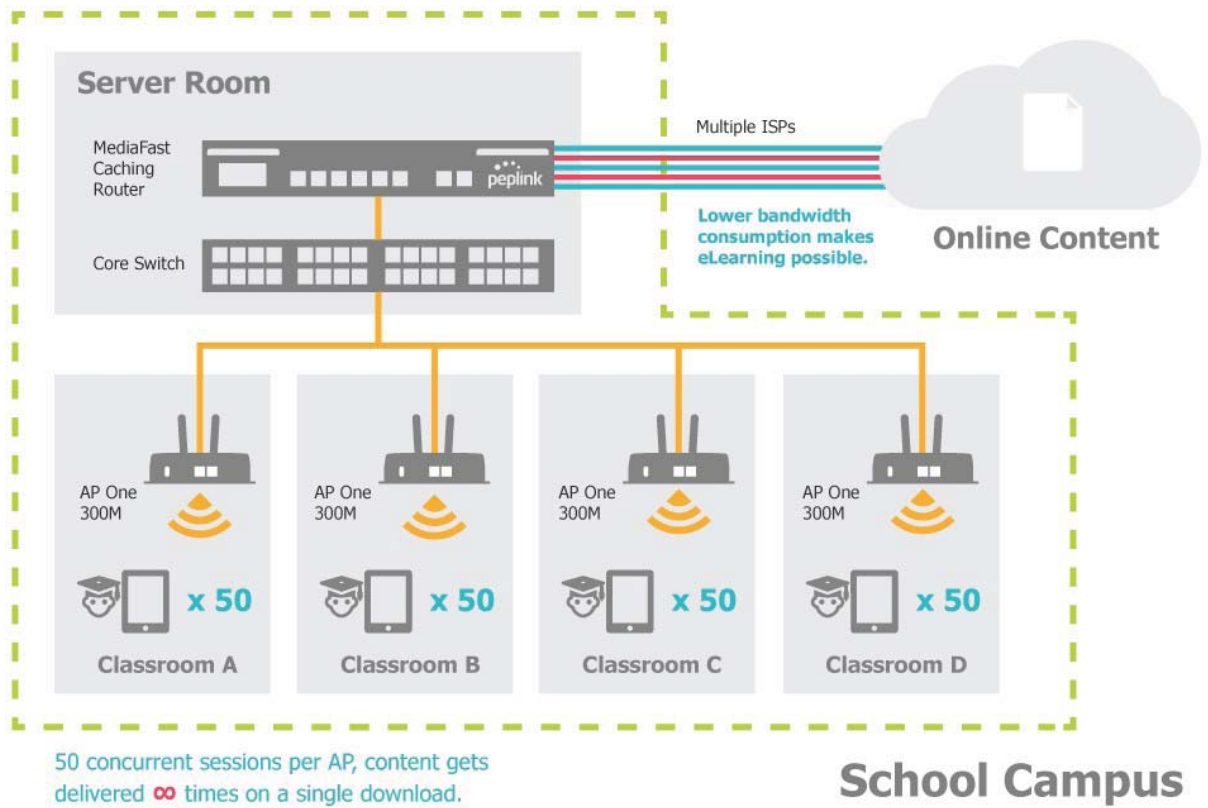 Server Room
MediaFast
Caching
Router
peplink
Core Switch
Multiple ISPs
Lower bandwidth
consumption makes
eLearning possible.
Online Content
AP One
300M
x 50
Classroom A
AP One
300M
x 50
Classroom B
AP One
300M
x 50
Classroom C
AP One
300M
x 50
Classroom D
50 concurrent sessions per AP, content gets
delivered ∞ times on a single download.
School Campus